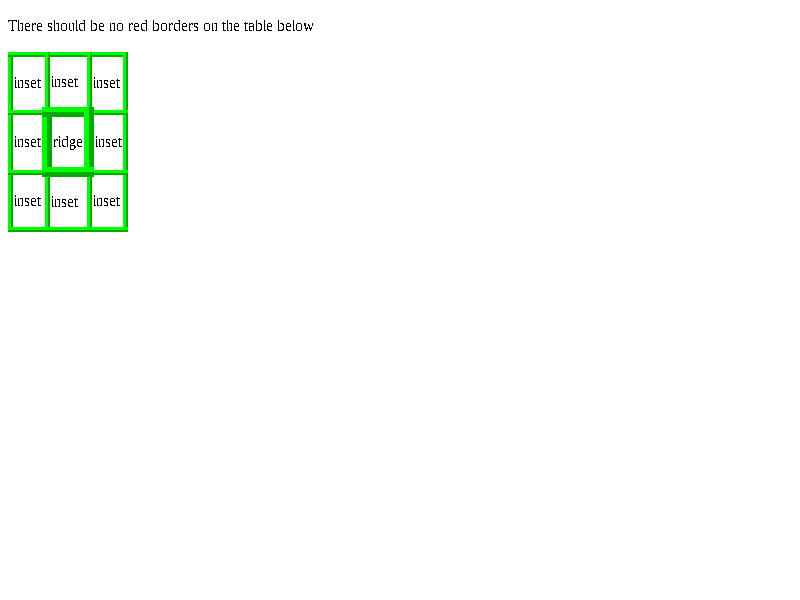 There should be no red borders on the table below
inset inset inset
inset ridge inset
inset inset inset